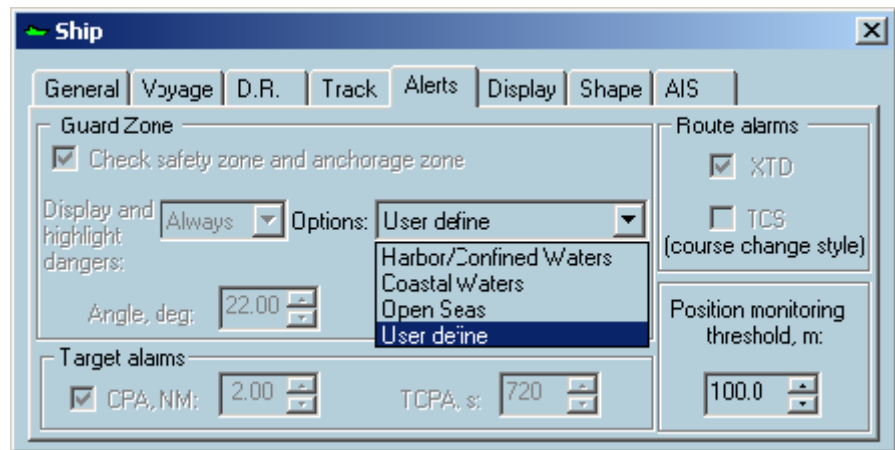 Ship
General Voyage D.R. Track Alerts Display Shape AIS
Guard Zone
Check safety zone and anchorage zone
Display and
highlight
dangers:
Always
Options:
User define
Harbor/Confined Waters
Coastal Waters
Open Seas
User define
Angle, deg:
22.00
Target alarms
CPA, NM:
2.00
TCPA, s:
720
Route alarms
XTD
TCS
(course change style)
Position monitoring
threshold, m:
100.0